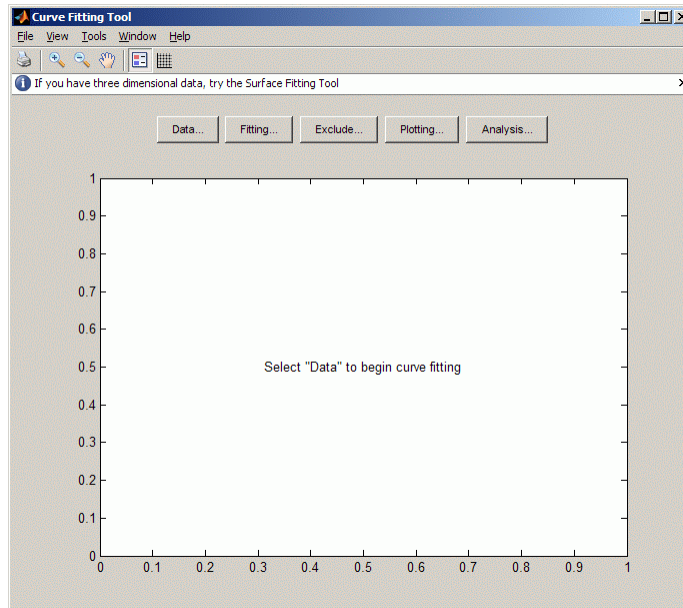 Curve Fitting Tool
File View Tools Window Help
If you have three dimensional data, try the Surface Fitting Tool
Data... Fitting... Exclude... Plotting... Analysis...
1
0.9
0.8
0.7
0.6
Select "Data" to begin curve fitting
0.5
0.4
0.3
0.2
0.1
0
0 0.1 0.2 0.3 0.4 0.5 0.6 0.7 0.8 0.9 1